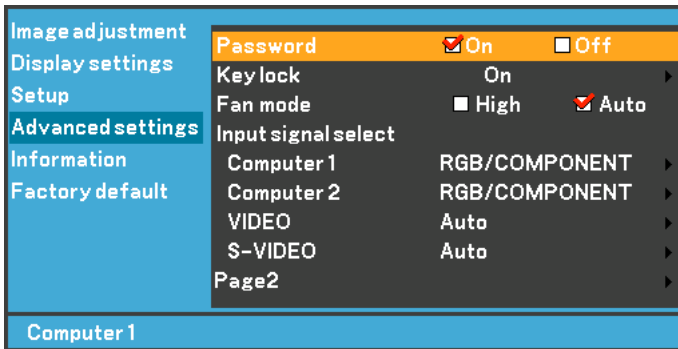 Image adjustment
Display settings
Setup
Advanced settings
Information
Factory default
Password On Off
Key lock On
Fan mode High Auto
Input signal select
Computer 1 RGB/COMPONENT
Computer 2 RGB/COMPONENT
VIDEO Auto
S-VIDEO Auto
Page2
Computer 1